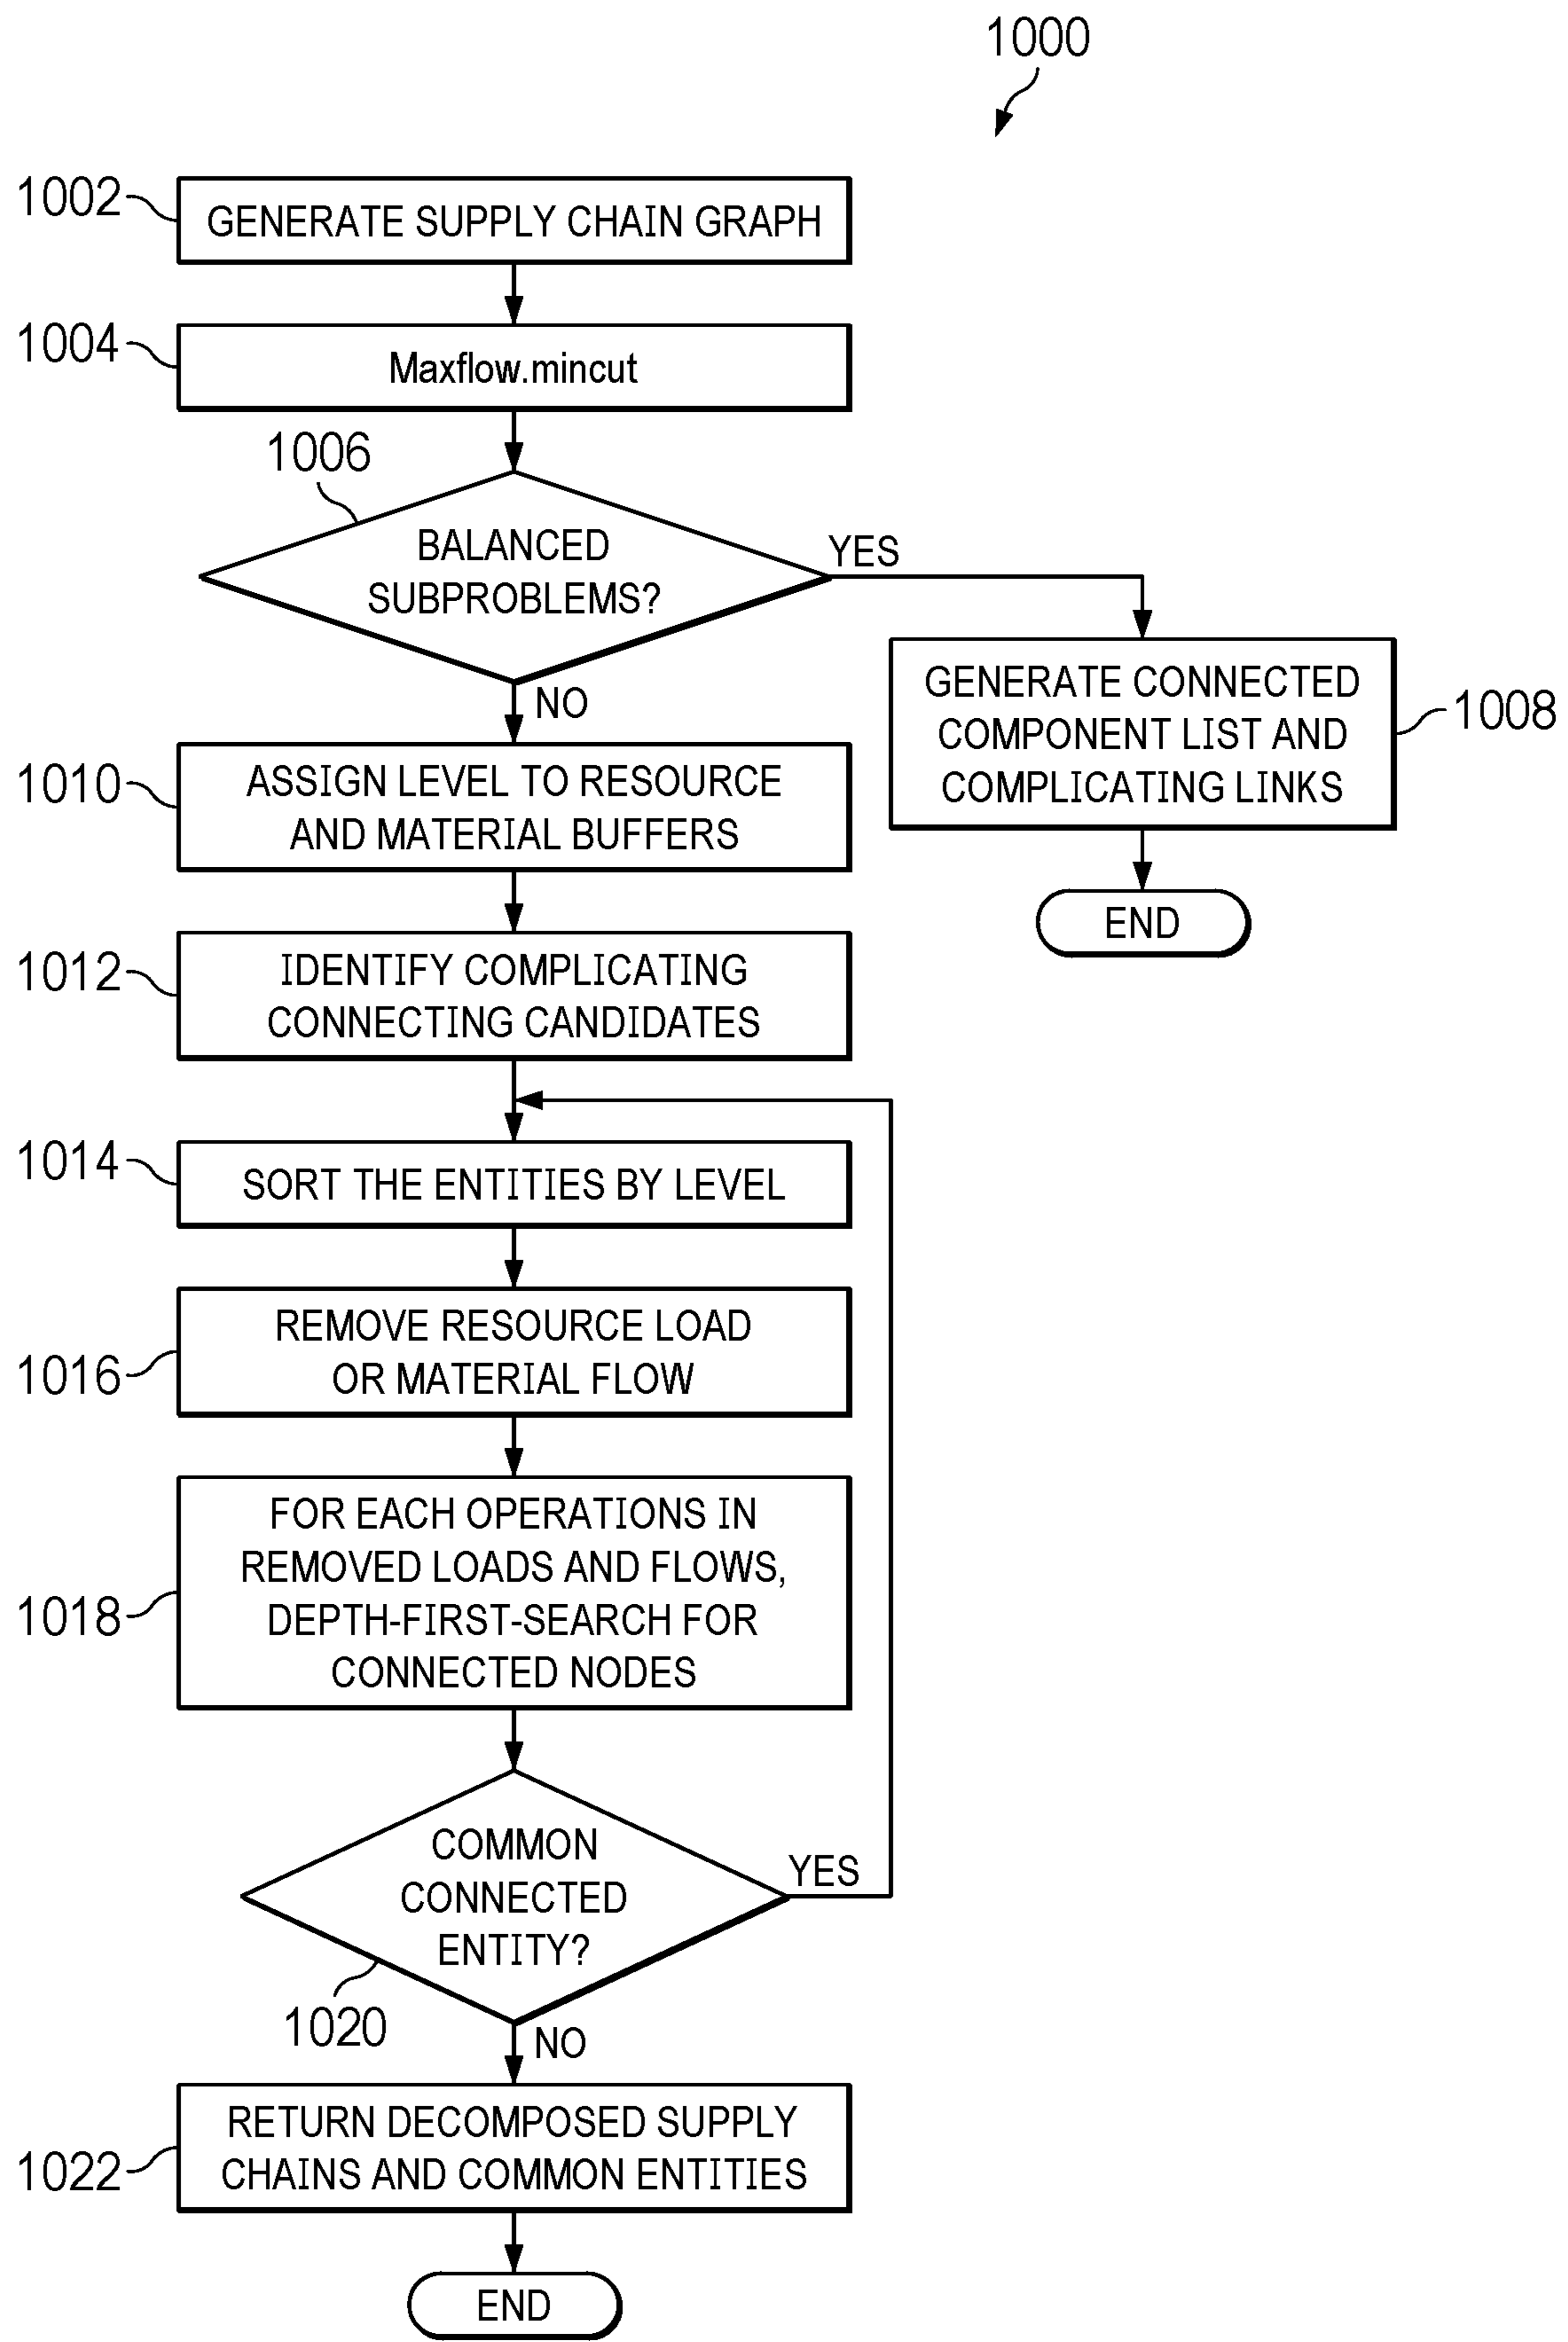 1000
1002
GENERATE SUPPLY CHAIN GRAPH
1004
Maxflow.mincut
1006
BALANCED
SUBPROBLEMS?
YES
NO
GENERATE CONNECTED
COMPONENT LIST AND
COMPLICATING LINKS
1008
END
1010
ASSIGN LEVEL TO RESOURCE
AND MATERIAL BUFFERS
1012
IDENTIFY COMPLICATING
CONNECTING CANDIDATES
1014
SORT THE ENTITIES BY LEVEL
1016
REMOVE RESOURCE LOAD
OR MATERIAL FLOW
1018
FOR EACH OPERATIONS IN
REMOVED LOADS AND FLOWS,
DEPTH-FIRST-SEARCH FOR
CONNECTED NODES
COMMON
CONNECTED
ENTITY?
YES
1020
NO
1022
RETURN DECOMPOSED SUPPLY
CHAINS AND COMMON ENTITIES
END